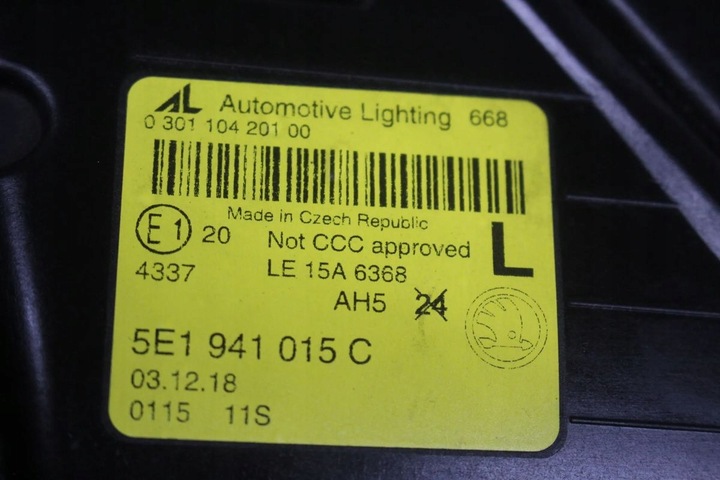 AL Automotive Lighting 668
0 301 104 201 00
Made in Czech Republic
E1 20 Not CCC approved L
4337 LE 15A 6368
AH5 24
5E1 941 015 C
03.12.18
0115 11S